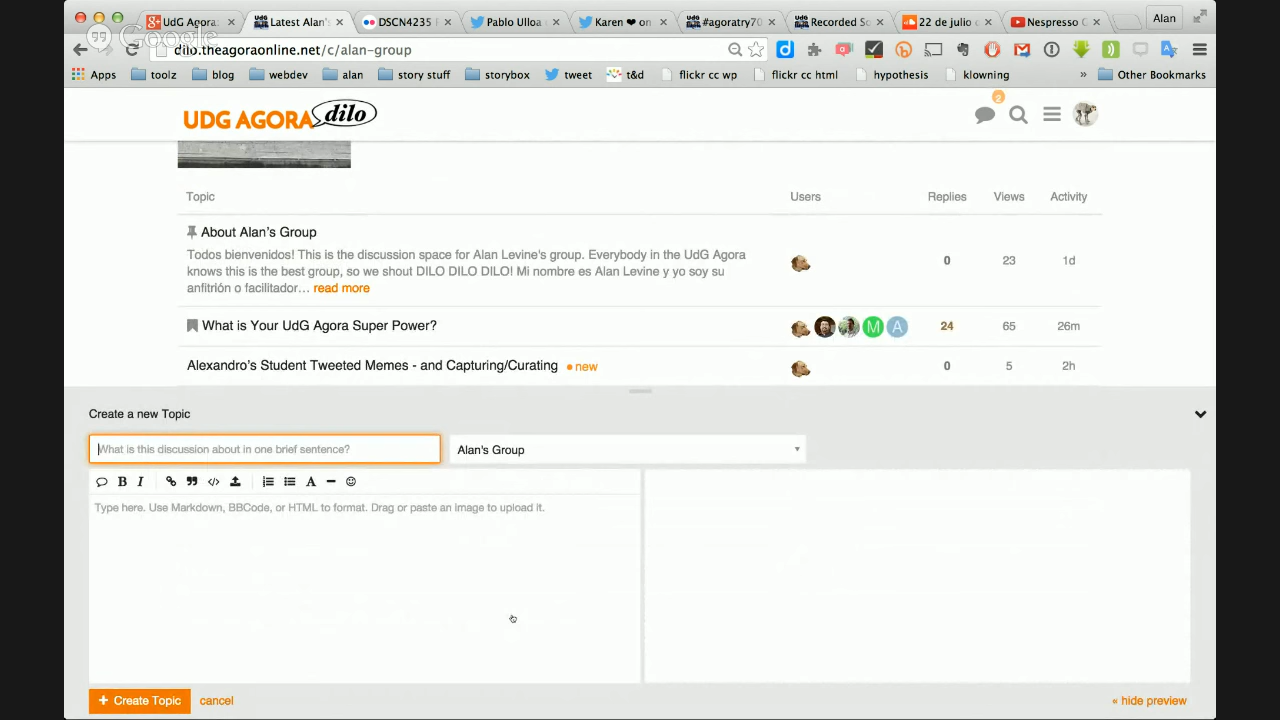 UdG Agora: Latest Alan's DSCN4235 F Pablo Ulloa Karen ❤ on #agoratry70 Recorded So 22 de julio Nespresso C Alan
Google
dilo.theagoraonline.net/c/alan-group
Apps toolz blog webdev alan story stuff storybox tweet t&d flickr cc wp flickr cc html hypothesis klowning » Other Bookmarks
UDG AGORA dilo
2
Topic Users Replies Views Activity
About Alan's Group
Todos bienvenidos! This is the discussion space for Alan Levine's group. Everybody in the UdG Agora
knows this is the best group, so we shout DILO DILO DILO! Mi nombre es Alan Levine y yo soy su
anfitrión o facilitador… read more
0 23 1d
What is Your UdG Agora Super Power? M A 24 65 26m
Alexandro's Student Tweeted Memes - and Capturing/Curating new 0 5 2h
Create a new Topic
What is this discussion about in one brief sentence? Alan's Group
B I A
Type here. Use Markdown, BBCode, or HTML to format. Drag or paste an image to upload it.
+ Create Topic cancel « hide preview